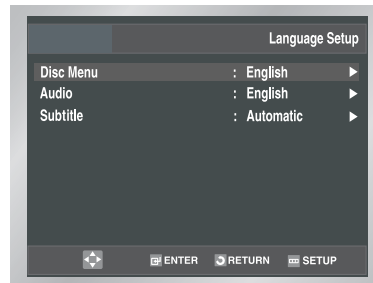 Language Setup
Disc Menu : English
Audio : English
Subtitle : Automatic
ENTER RETURN SETUP